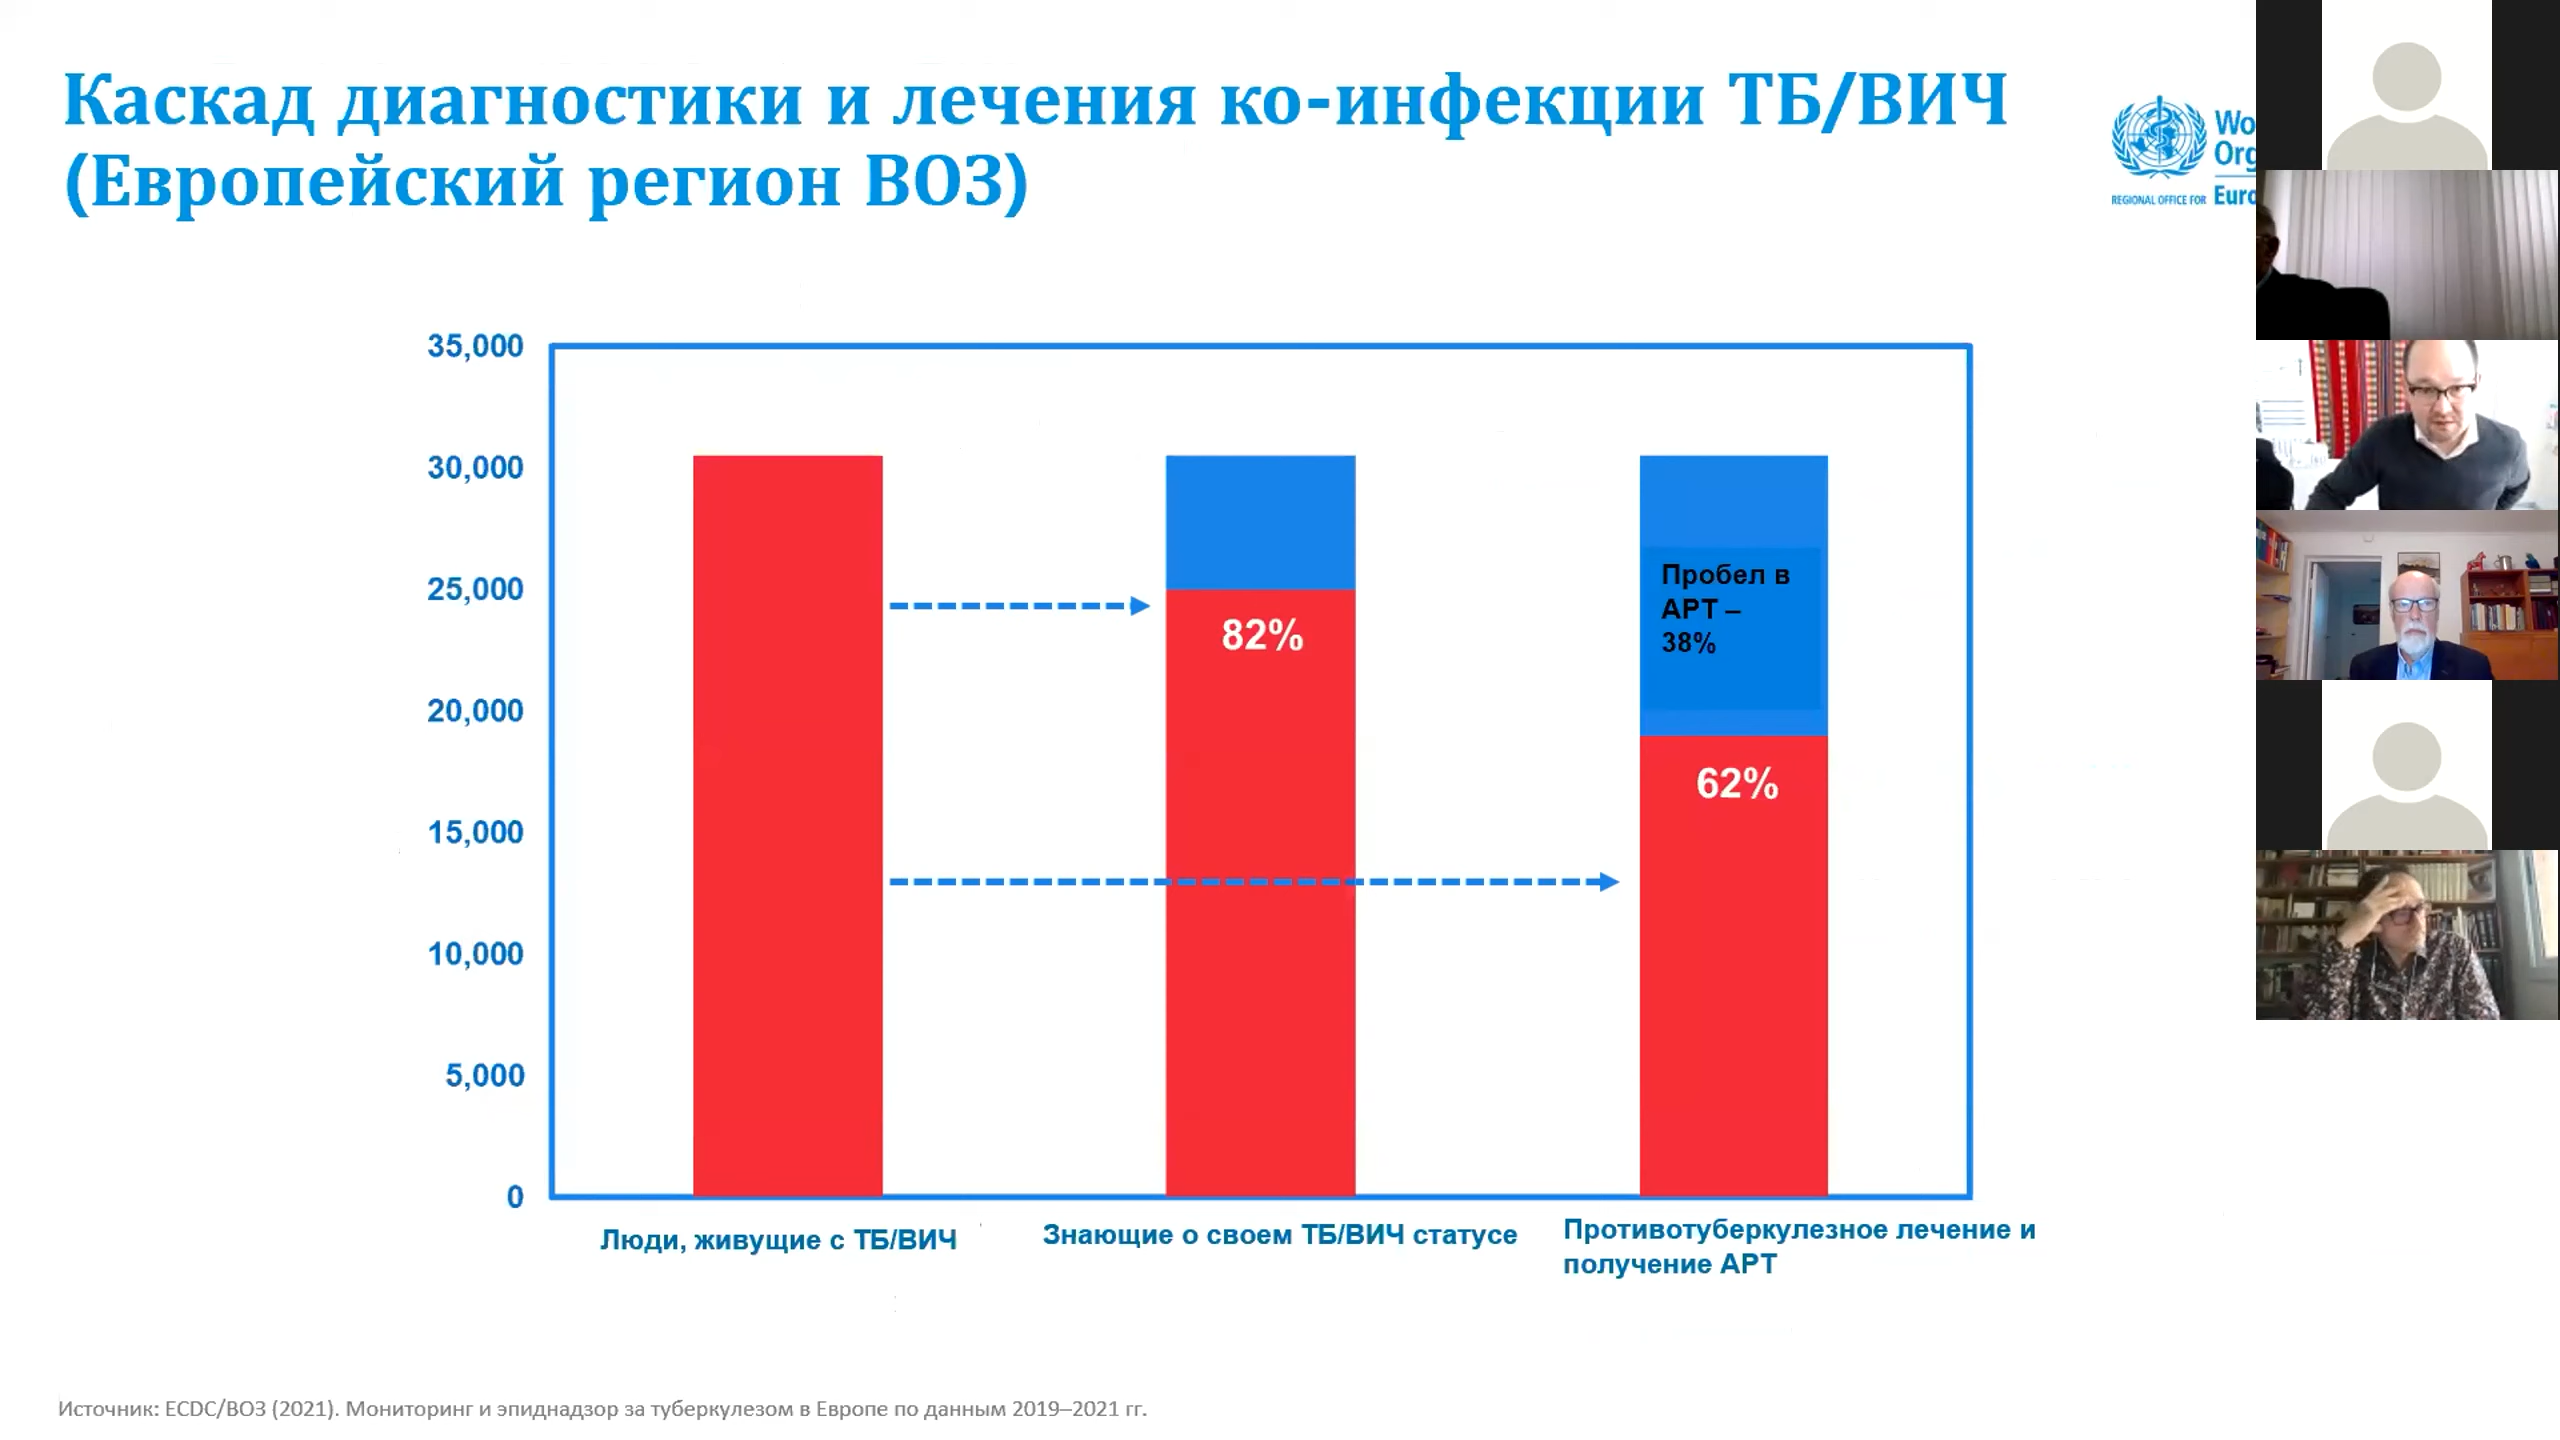 Каскад диагностики и лечения ко-инфекции ТБ/ВИЧ
(Европейский регион ВОЗ)
REGIONAL OFFICE FOR
35,000
30,000
25,000
20,000
15,000
10,000
5,000
0
82%
Пробел в
АРТ –
38%
62%
Люди, живущие с ТБ/ВИЧ
Знающие о своем ТБ/ВИЧ статусе
Противотуберкулезное лечение и
получение АРТ
Источник: ECDC/ВОЗ (2021). Мониторинг и эпиднадзор за туберкулезом в Европе по данным 2019–2021 гг.